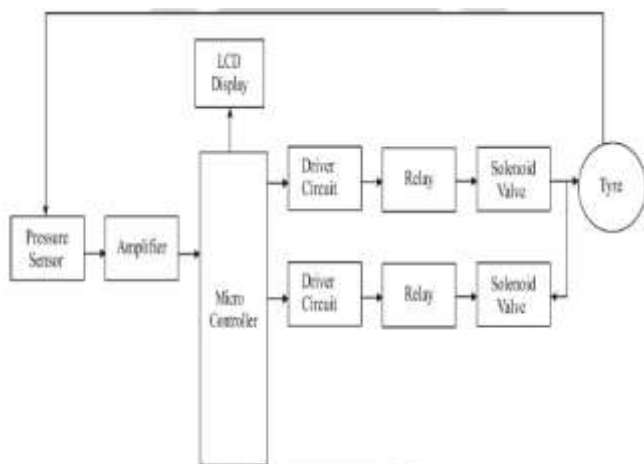 LCD
Display
Driver
Circuit
Relay
Solenoid
Valve
Tyre
Pressure
Sensor
Amplifier
Micro
Controller
Driver
Circuit
Relay
Solenoid
Valve